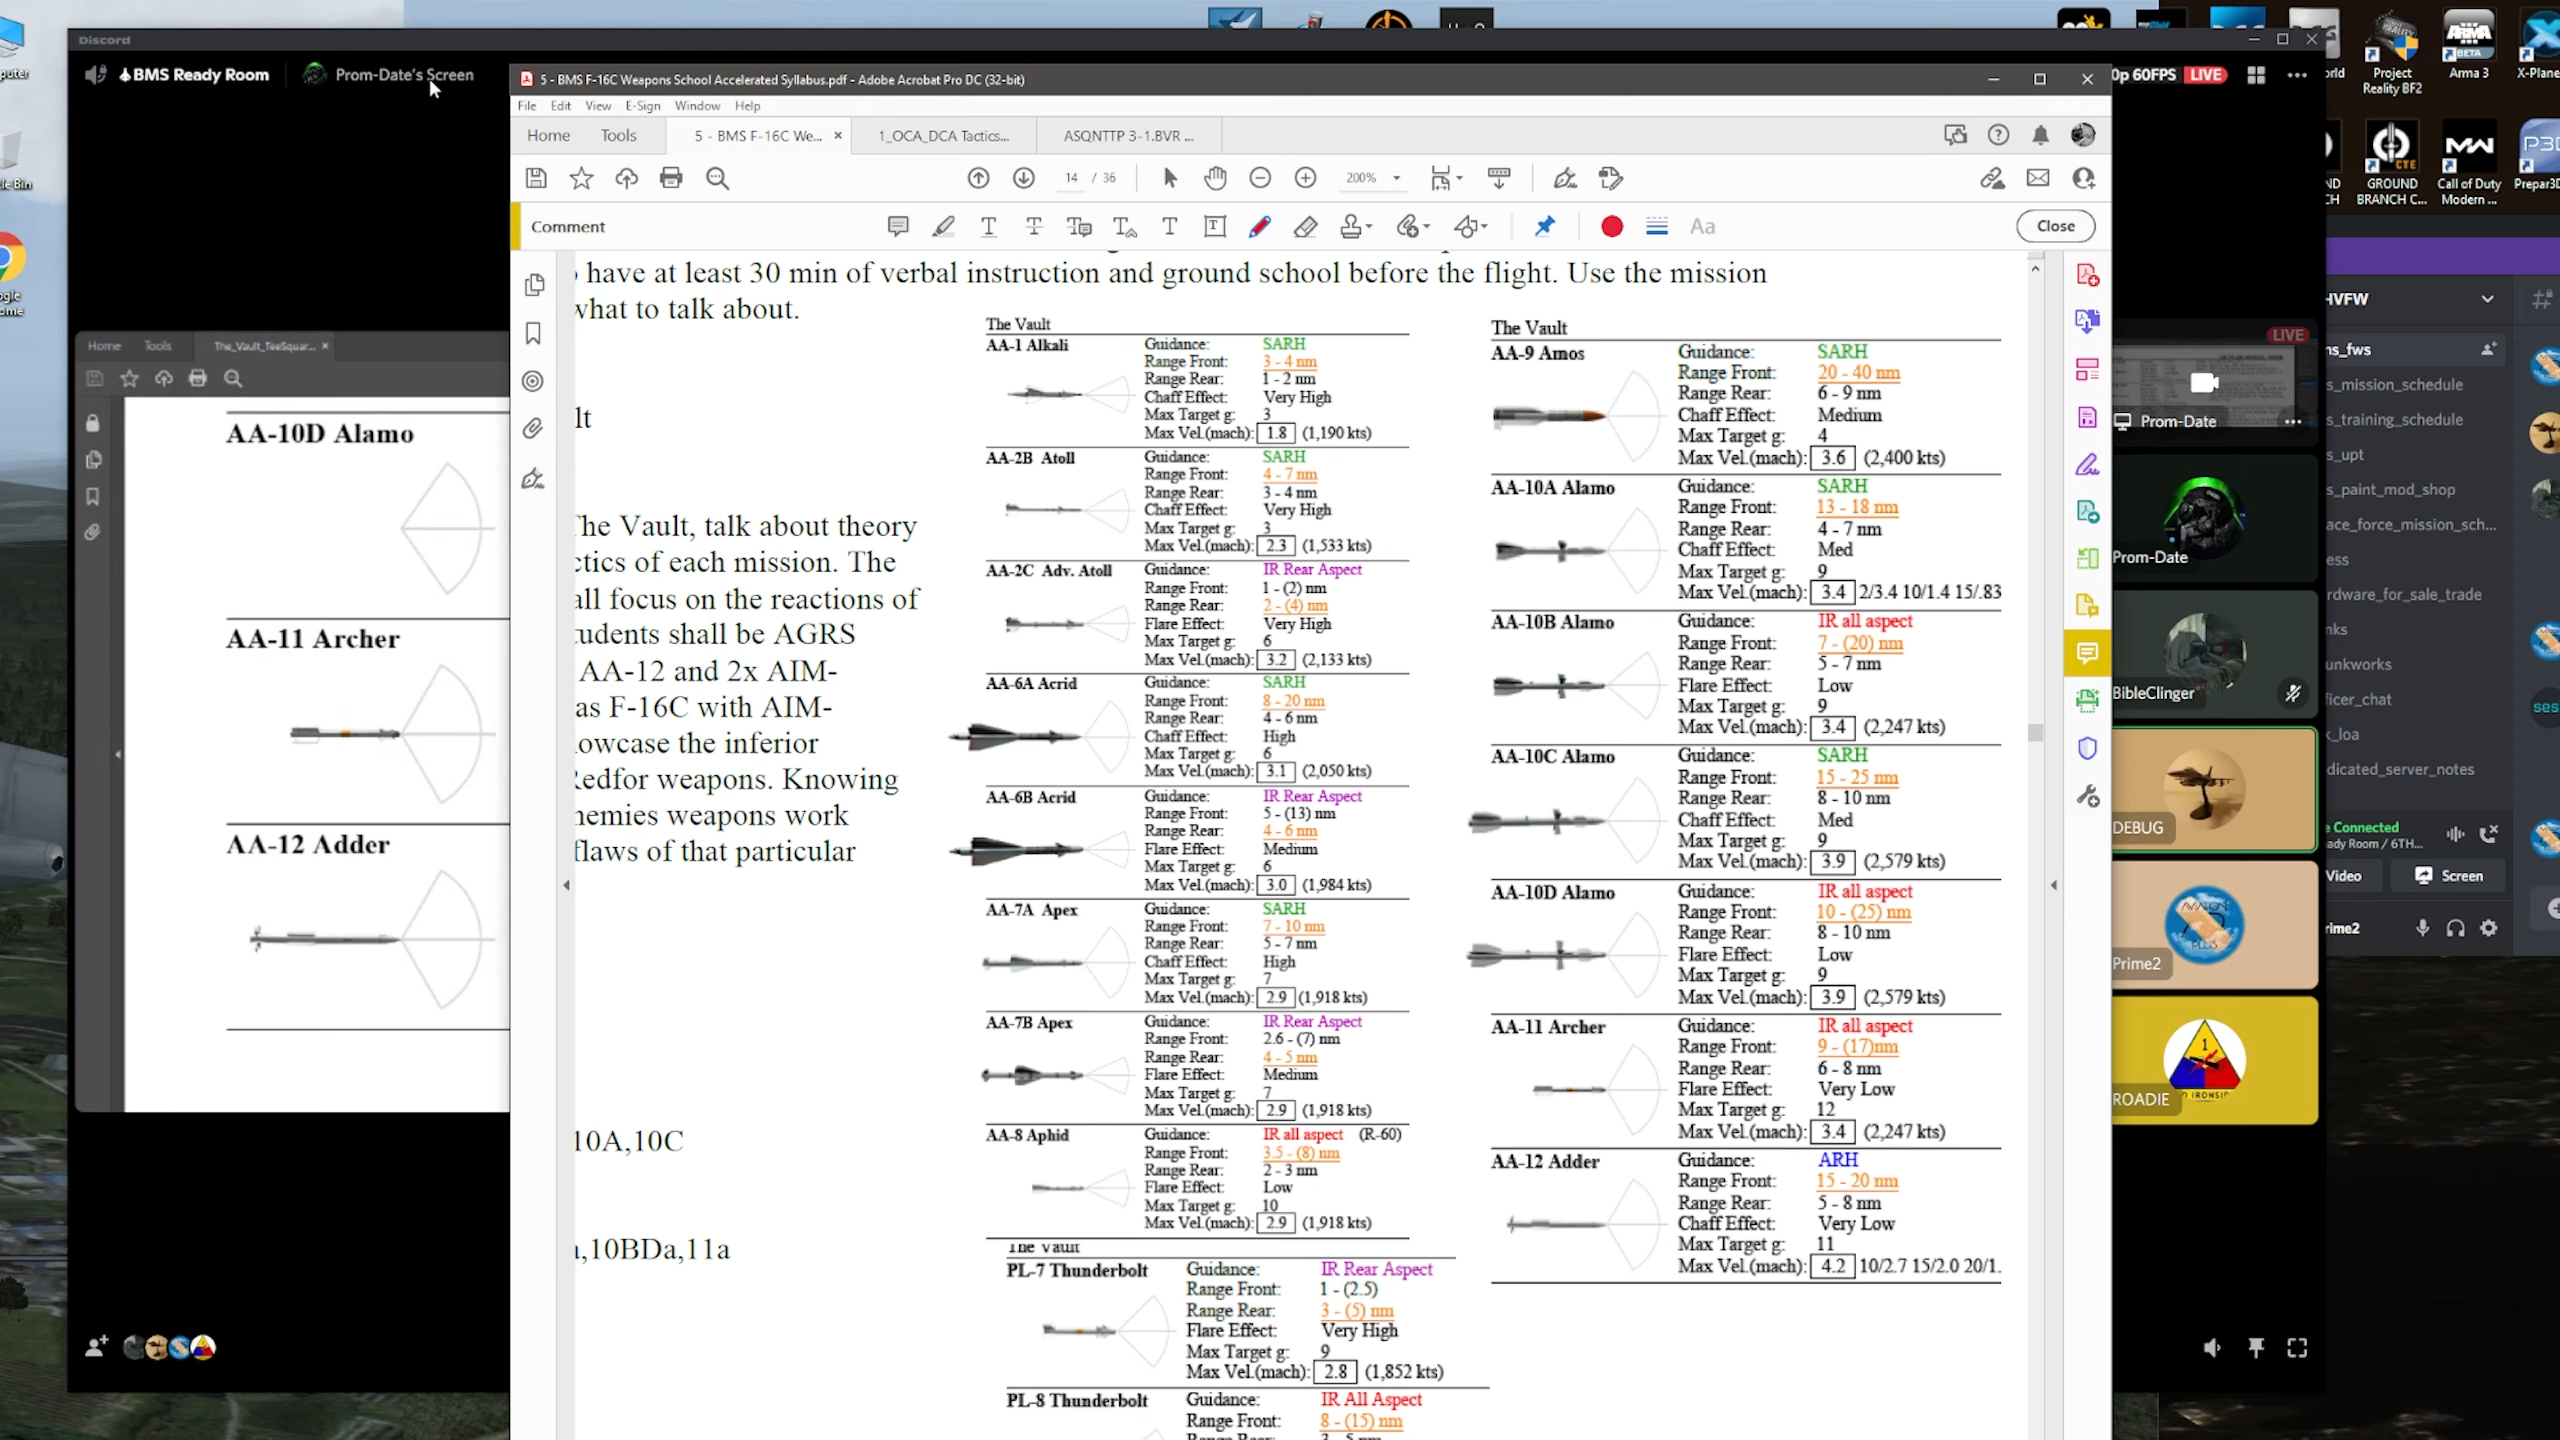 Discord
BMS Ready Room
Prom-Date's Screen
60FPS
LIVE
5 - BMS F-16C Weapons School Accelerated Syllabus.pdf - Adobe Acrobat Pro DC (32-bit)
File Edit View E-Sign Window Help
Home Tools 5 - BMS F-16C We... × 1_OCA_DCA Tactics... ASQNTTP 3-1.BVR ...
14 / 36
200%
Comment
Close
have at least 30 min of verbal instruction and ground school before the flight. Use the mission
what to talk about.
The Vault, talk about theory
all focus on the reactions of
shall be AGRS
AA-12 and 2x AIM-
as F-16C with AIM-
the inferior
weapons. Knowing
weapons work
flaws of that particular
10A,10C
,10BDa,11a
The Vault
AA-1 Alkali
Guidance: SARH
Range Front: 3 - 4 nm
Range Rear: 1 - 2 nm
Chaff Effect: Very High
Max Target g: 3
Max Vel.(mach): 1.8 (1,190 kts)
AA-2B Atoll
Guidance: SARH
Range Front: 4 - 7 nm
Range Rear: 3 - 4 nm
Chaff Effect: Very High
Max Target g: 3
Max Vel.(mach): 2.3 (1,533 kts)
AA-2C Adv. Atoll
Guidance: IR Rear Aspect
Range Front: 1 - (2) nm
Range Rear: 2 - (4) nm
Flare Effect: Very High
Max Target g: 6
Max Vel.(mach): 3.2 (2,133 kts)
AA-6A Acrid
Guidance: SARH
Range Front: 8 - 20 nm
Range Rear: 4 - 6 nm
Chaff Effect: High
Max Target g: 6
Max Vel.(mach): 3.1 (2,050 kts)
AA-6B Acrid
Guidance: IR Rear Aspect
Range Front: 5 - (13) nm
Range Rear: 4 - 6 nm
Flare Effect: Medium
Max Target g: 6
Max Vel.(mach): 3.0 (1,984 kts)
AA-7A Apex
Guidance: SARH
Range Front: 7 - 10 nm
Range Rear: 5 - 7 nm
Chaff Effect: High
Max Target g: 7
Max Vel.(mach): 2.9 (1,918 kts)
AA-7B Apex
Guidance: IR Rear Aspect
Range Front: 2.6 - (7) nm
Range Rear: 4 - 5 nm
Flare Effect: Medium
Max Target g: 7
Max Vel.(mach): 2.9 (1,918 kts)
AA-8 Aphid
Guidance: IR all aspect (R-60)
Range Front: 3.5 - (8) nm
Range Rear: 2 - 3 nm
Flare Effect: Low
Max Target g: 10
Max Vel.(mach): 2.9 (1,918 kts)
The Vault
PL-7 Thunderbolt
Guidance: IR Rear Aspect
Range Front: 1 - (2.5)
Range Rear: 3 - (5) nm
Flare Effect: Very High
Max Target g: 9
Max Vel.(mach): 2.8 (1,852 kts)
PL-8 Thunderbolt
Guidance: IR All Aspect
Range Front: 8 - (15) nm
The Vault
AA-9 Amos
Guidance: SARH
Range Front: 20 - 40 nm
Range Rear: 6 - 9 nm
Chaff Effect: Medium
Max Target g: 4
Max Vel.(mach): 3.6 (2,400 kts)
AA-10A Alamo
Guidance: SARH
Range Front: 13 - 18 nm
Range Rear: 4 - 7 nm
Chaff Effect: Med
Max Target g: 9
Max Vel.(mach): 3.4 2/3.4 10/1.4 15/.83
AA-10B Alamo
Guidance: IR all aspect
Range Front: 7 - (20) nm
Range Rear: 5 - 7 nm
Flare Effect: Low
Max Target g: 9
Max Vel.(mach): 3.4 (2,247 kts)
AA-10C Alamo
Guidance: SARH
Range Front: 15 - 25 nm
Range Rear: 8 - 10 nm
Chaff Effect: Med
Max Target g: 9
Max Vel.(mach): 3.9 (2,579 kts)
AA-10D Alamo
Guidance: IR all aspect
Range Front: 10 - (25) nm
Range Rear: 8 - 10 nm
Flare Effect: Low
Max Target g: 9
Max Vel.(mach): 3.9 (2,579 kts)
AA-11 Archer
Guidance: IR all aspect
Range Front: 9 - (17)nm
Range Rear: 6 - 8 nm
Flare Effect: Very Low
Max Target g: 12
Max Vel.(mach): 3.4 (2,247 kts)
AA-12 Adder
Guidance: ARH
Range Front: 15 - 20 nm
Range Rear: 5 - 8 nm
Chaff Effect: Very Low
Max Target g: 11
Max Vel.(mach): 4.2 10/2.7 15/2.0 20/1.
Home Tools The_Vault_TeeSquar... ×
AA-10D Alamo
AA-11 Archer
AA-12 Adder
Project
Reality BF2
ARMA
BETA
Arma 3
X-Plane
CTE
GROUND
BRANCH C...
MW
Call of Duty
Modern ...
P3D
Prepar3D
HVFW
_fws
s_mission_schedule
s_training_schedule
s_upt
s_paint_mod_shop
ace_force_mission_sch...
rdware_for_sale_trade
unkworks
ficer_chat
_loa
dicated_server_notes
Connected
Ready Room / 6TH...
Video
Screen
rime2
LIVE
Prom-Date
Prom-Date
BibleClinger
DEBUG
Prime2
1
ROADIE